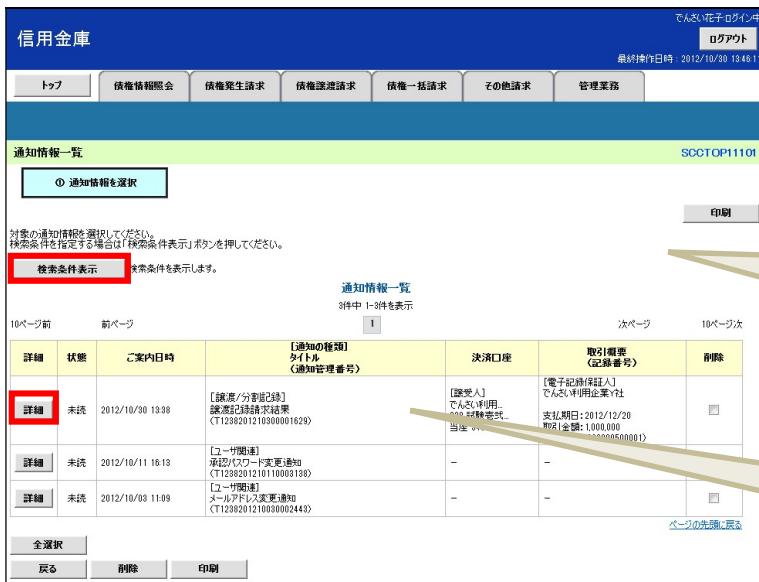 でんさい花子ログイン中
信用金庫
ログアウト
最終操作日時：2012/10/30 13:46:1
トップ 債権情報照会 債権発生請求 債権譲渡請求 債権一括請求 その他請求 管理業務
通知情報一覧 SCCTOP11101
① 通知情報を選択
印刷
対象の通知情報を選択してください。
検索条件を指定する場合は「検索条件表示」ボタンを押してください。
検索条件表示 検索条件を表示します。
通知情報一覧
3件中 1-3件を表示
10ページ前 前ページ 1 次ページ 10ページ次
詳細 状態 ご案内日時 [通知の種類] タイトル (通知管理番号) 決済口座 取引概要 (記録番号) 削除
詳細 未読 2012/10/30 13:38
[譲渡/分割記録]
譲渡記録請求結果
(T1238201210300001629)
[譲受人]
でんさい利用…
試験壱弐…
当座
[電子記録保証人]
でんさい利用企業Y社
支払期日：2012/12/20
取引金額：1,000,000
00000500001)
詳細 未読 2012/10/11 16:13
[ユーザ関連]
承認パスワード変更通知
(T1238201210110003138)
－ －
詳細 未読 2012/10/03 11:09
[ユーザ関連]
メールアドレス変更通知
(T1238201210030002443)
－ －
ページの先頭に戻る
全選択
戻る 削除 印刷